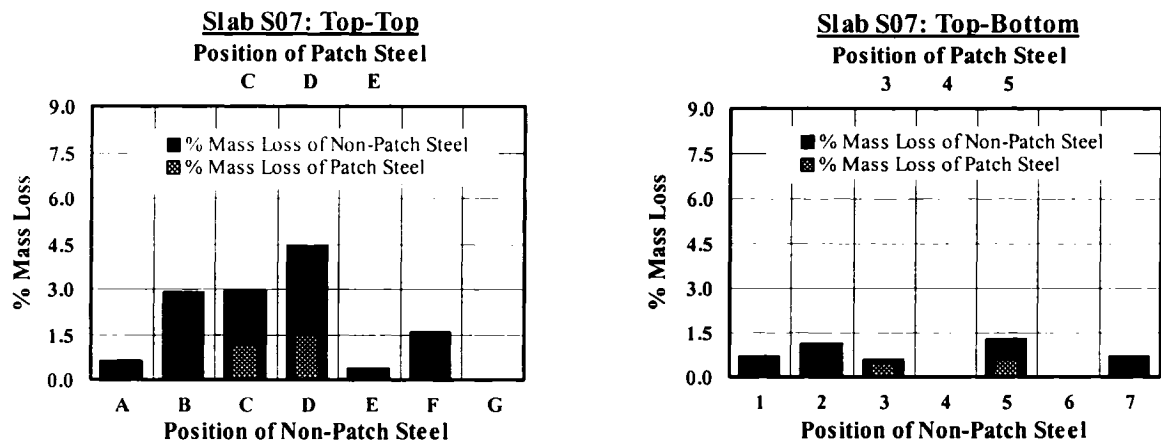 Slab S07: Top-Top
Position of Patch Steel
C D E
9.0
7.5
6.0
4.5
3.0
1.5
0.0
% Mass Loss
% Mass Loss of Non-Patch Steel
% Mass Loss of Patch Steel
A B C D E F G
Position of Non-Patch Steel
Slab S07: Top-Bottom
Position of Patch Steel
3 4 5
9.0
7.5
6.0
4.5
3.0
1.5
0.0
% Mass Loss
% Mass Loss of Non-Patch Steel
% Mass Loss of Patch Steel
1 2 3 4 5 6 7
Position of Non-Patch Steel